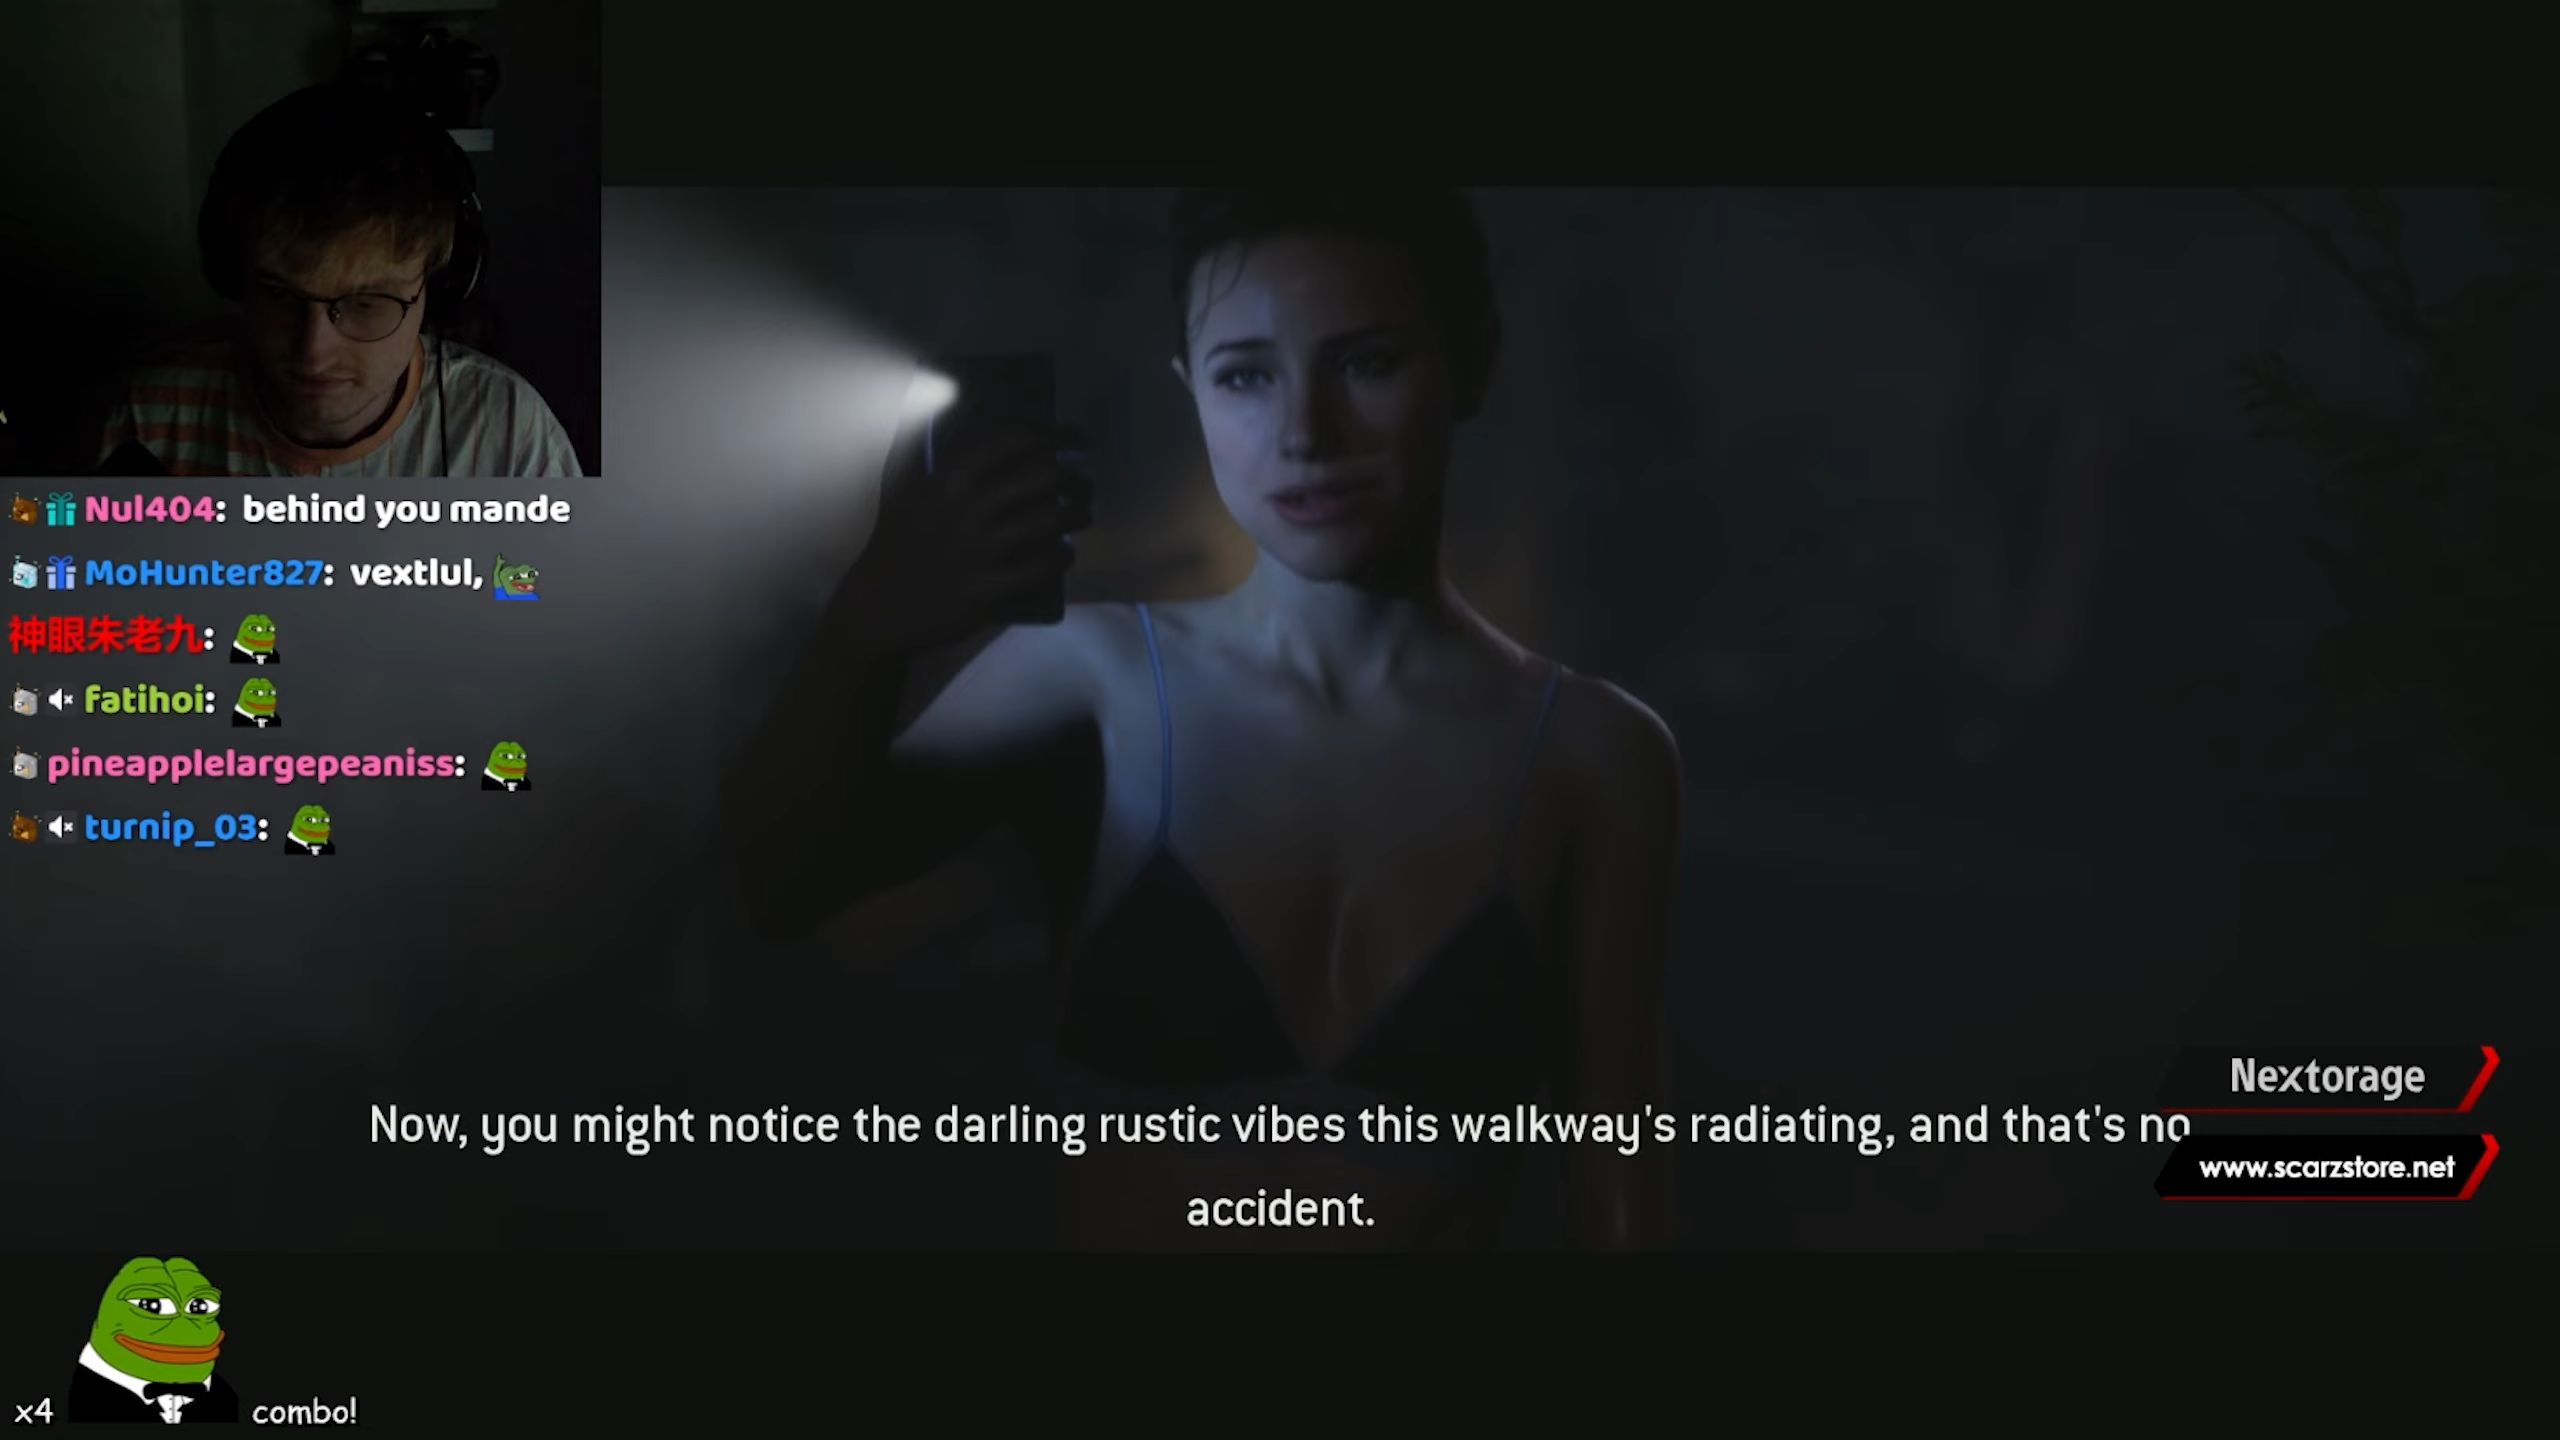 Nul404: behind you mande
MoHunter827: vextlul,
神眼朱老九:
fatihoi:
pineapplelargepeaniss:
turnip_03:
Nextorage
Now, you might notice the darling rustic vibes this walkway's radiating, and that's no
www.scarzstore.net
accident.
x4 combo!